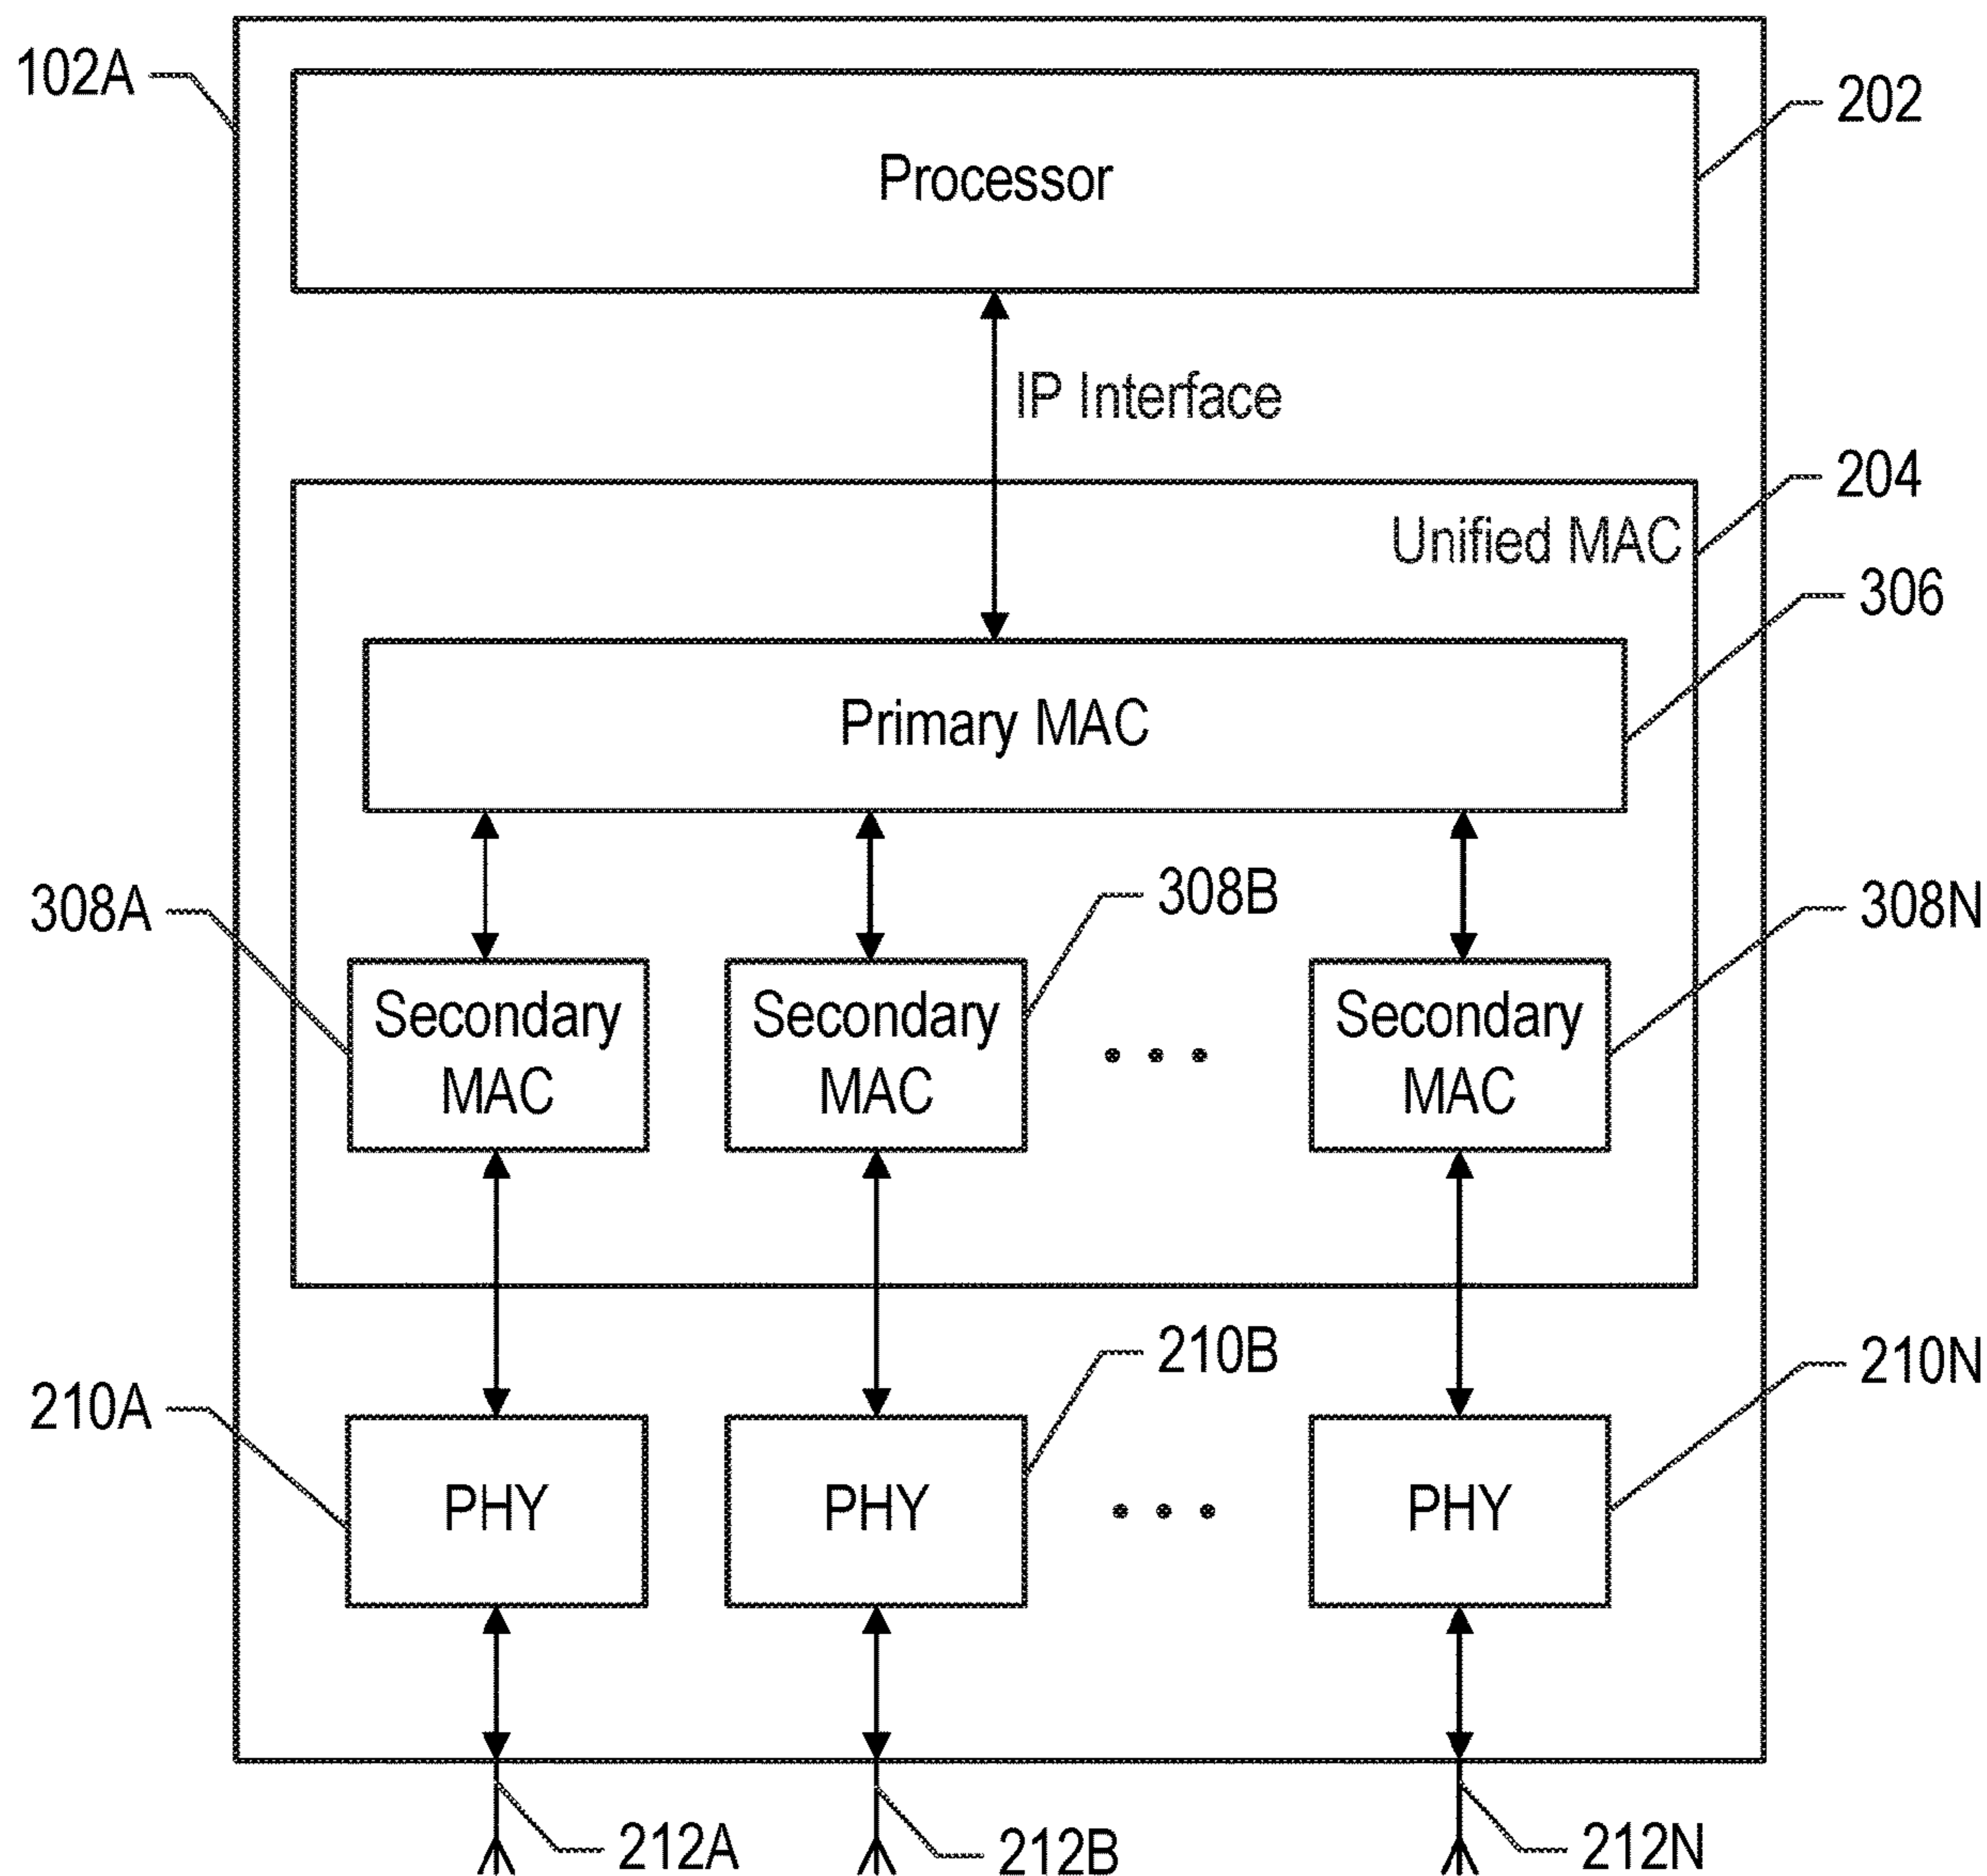 102A
202
Processor
IP Interface
204
Unified MAC
306
Primary MAC
308A
308B
308N
Secondary
MAC
Secondary
MAC
Secondary
MAC
210A
210B
210N
PHY
PHY
PHY
212A
212B
212N